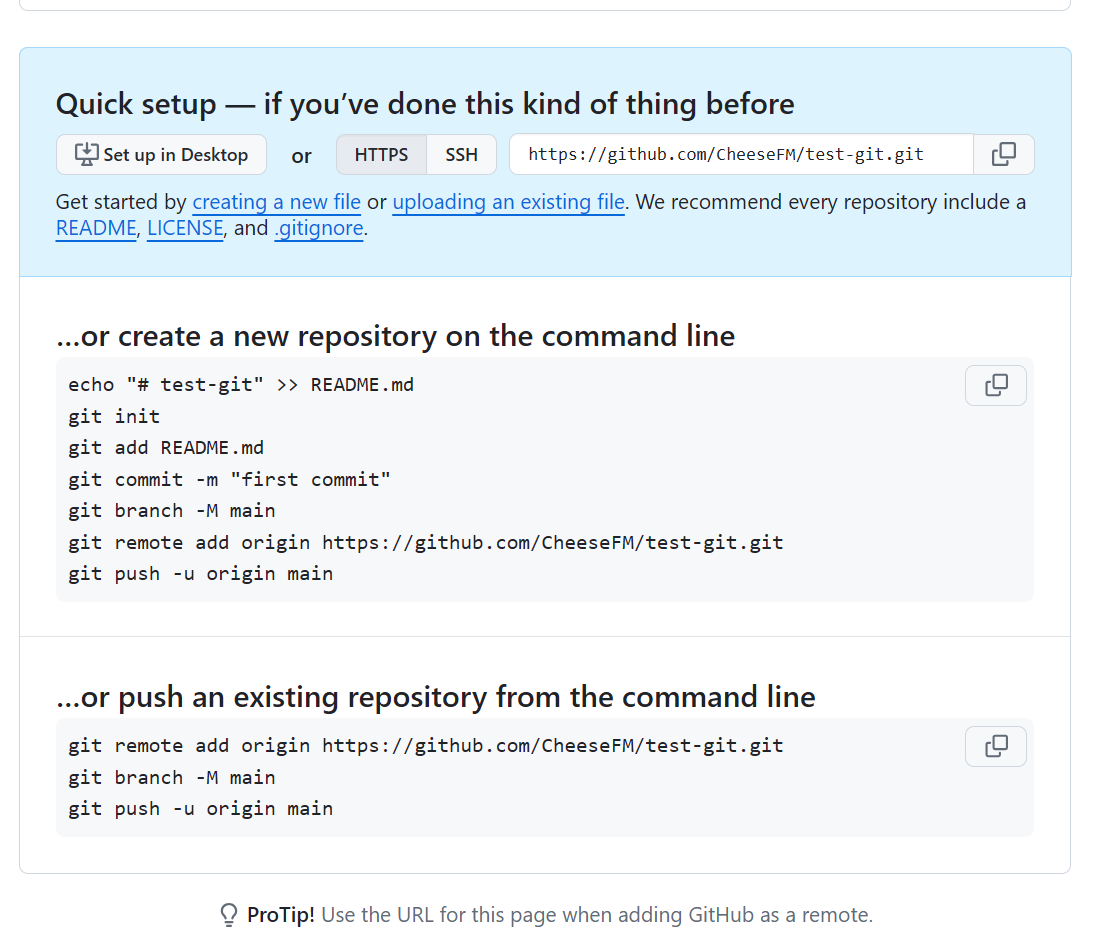 Quick setup — if you’ve done this kind of thing before
Set up in Desktop or HTTPS SSH https://github.com/CheeseFM/test-git.git
Get started by creating a new file or uploading an existing file. We recommend every repository include a
README, LICENSE, and .gitignore.
…or create a new repository on the command line
echo "# test-git" >> README.md
git init
git add README.md
git commit -m "first commit"
git branch -M main
git remote add origin https://github.com/CheeseFM/test-git.git
git push -u origin main
…or push an existing repository from the command line
git remote add origin https://github.com/CheeseFM/test-git.git
git branch -M main
git push -u origin main
ProTip! Use the URL for this page when adding GitHub as a remote.